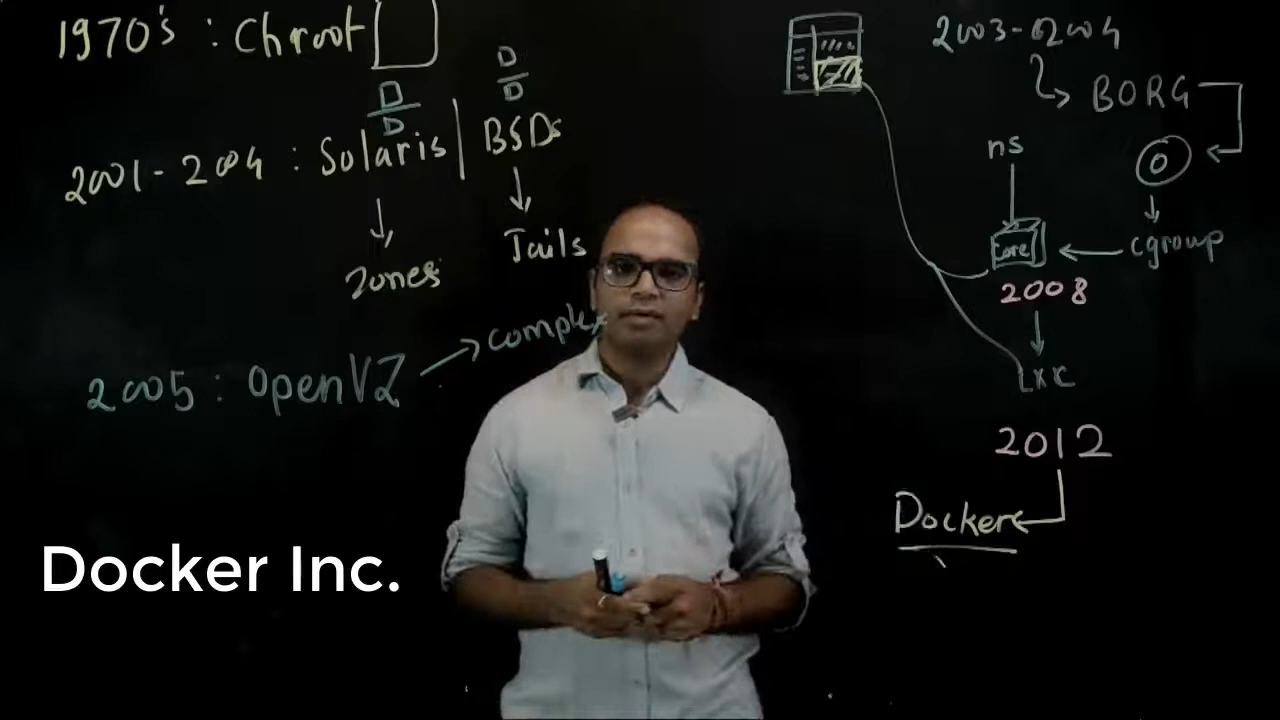 1970's : Chroot
D
D
D
D
2001-2004 : Solaris | BSDs
Zones
Jails
2005 : OpenVZ → complex
Docker Inc.
2003-2004
BORG
ns
Core
cgroup
2008
LXC
2012
Docker